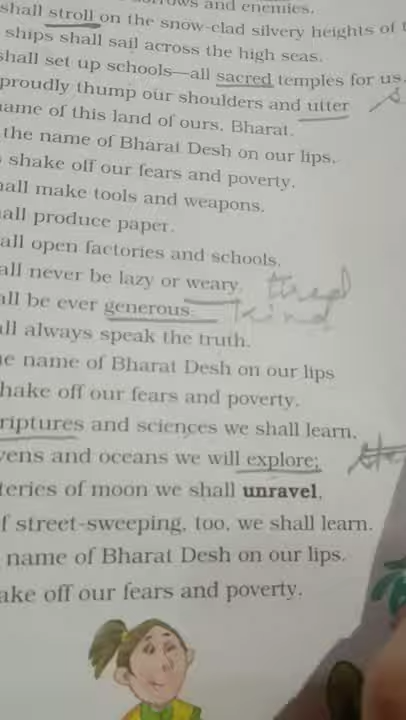 and enemies.
shall stroll on the snow-clad silvery heights of
ships shall sail across the high seas.
shall set up schools—all sacred temples for us.
proudly thump our shoulders and utter
name of this land of ours, Bharat.
the name of Bharat Desh on our lips,
shake off our fears and poverty.
all make tools and weapons.
all produce paper.
all open factories and schools.
all never be lazy or weary. tired
all be ever generous. kind
all always speak the truth.
name of Bharat Desh on our lips
hake off our fears and poverty.
riptures and sciences we shall learn,
vens and oceans we will explore;
teries of moon we shall unravel,
f street-sweeping, too, we shall learn.
name of Bharat Desh on our lips.
ake off our fears and poverty.